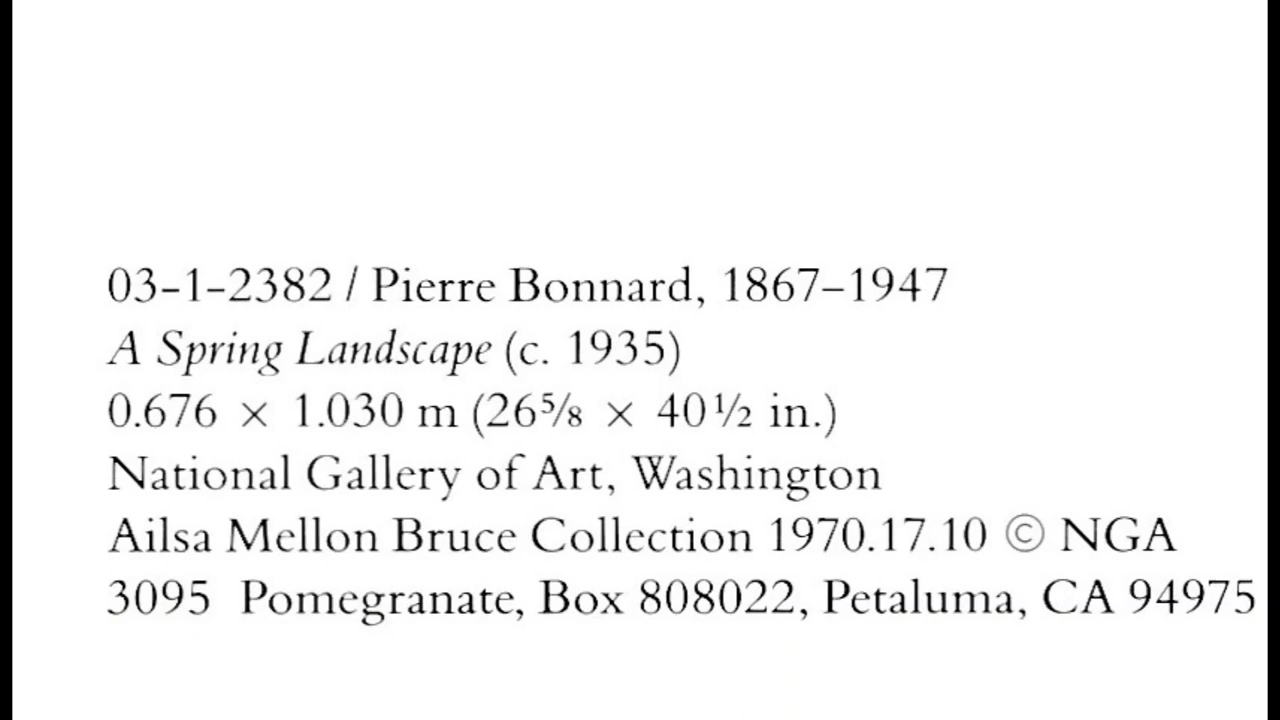 03-1-2382 / Pierre Bonnard, 1867–1947
A Spring Landscape (c. 1935)
0.676 × 1.030 m (26⅝ × 40½ in.)
National Gallery of Art, Washington
Ailsa Mellon Bruce Collection 1970.17.10 © NGA
3095 Pomegranate, Box 808022, Petaluma, CA 94975